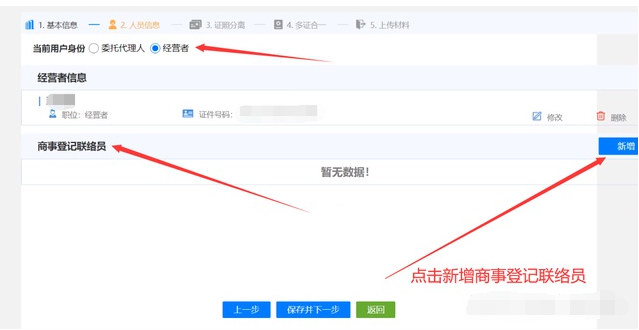 1. 基本信息 2. 人员信息 3. 证照分离 4. 多证合一 5. 上传材料
当前用户身份 委托代理人 经营者
经营者信息
职位：经营者 证件号码： 修改 删除
商事登记联络员 新增
暂无数据！
点击新增商事登记联络员
上一步 保存并下一步 返回